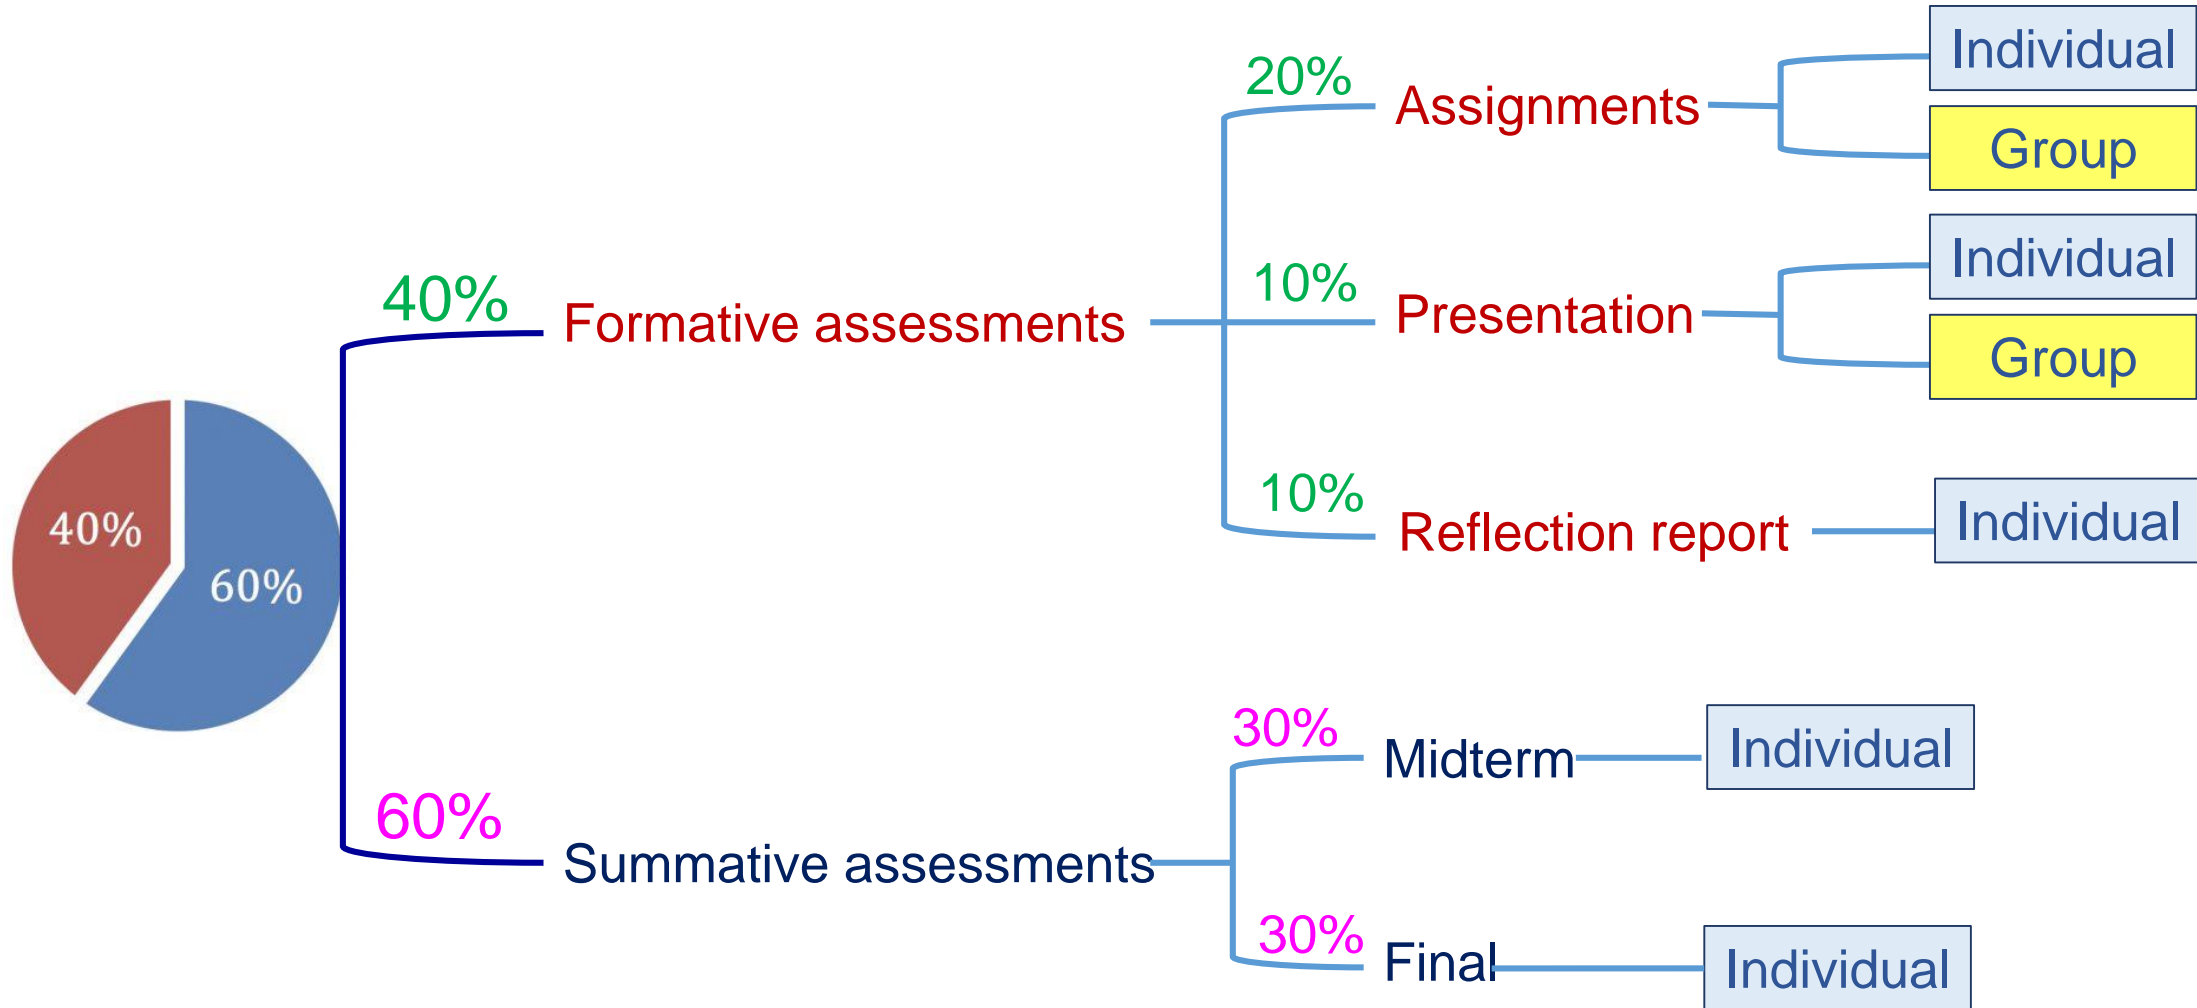 40%
60%
40%
Formative assessments
20%
Assignments
Individual
Group
10%
Presentation
Individual
Group
10%
Reflection report
Individual
60%
Summative assessments
30%
Midterm
Individual
30%
Final
Individual